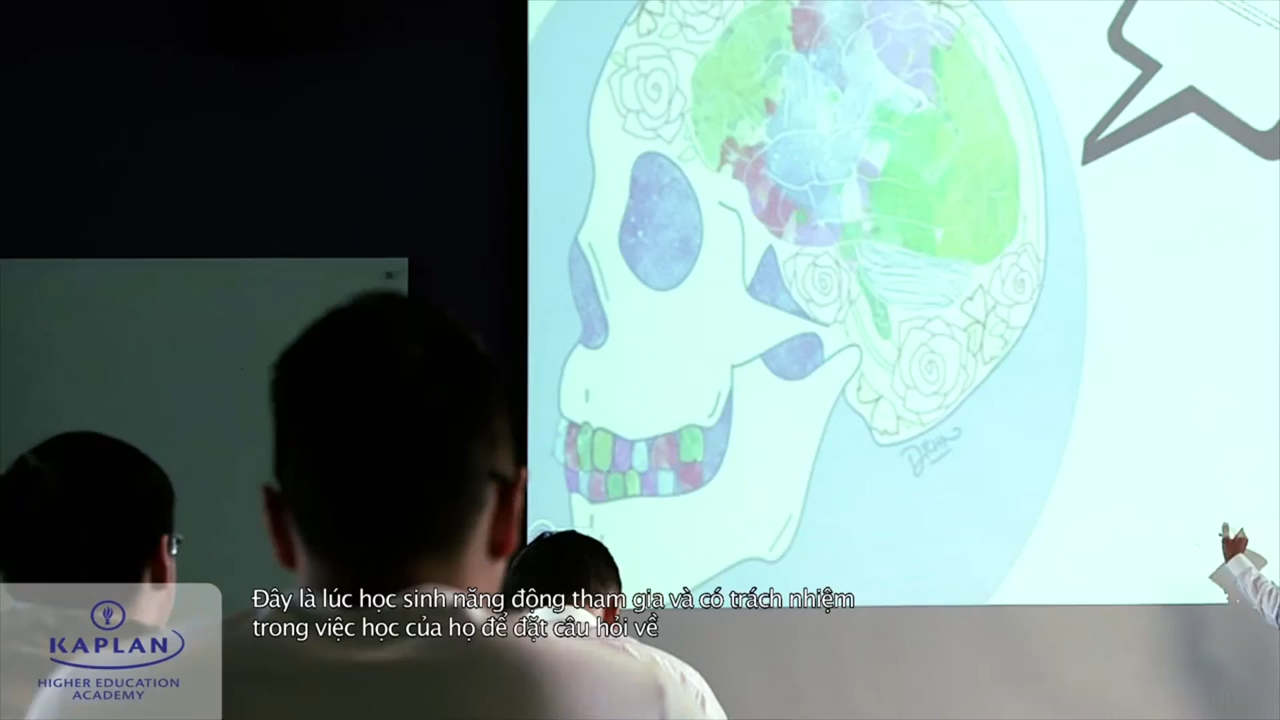 Đây là lúc học sinh năng động tham gia và có trách nhiệm
trong việc học của họ để đặt câu hỏi về
KAPLAN
HIGHER EDUCATION
ACADEMY